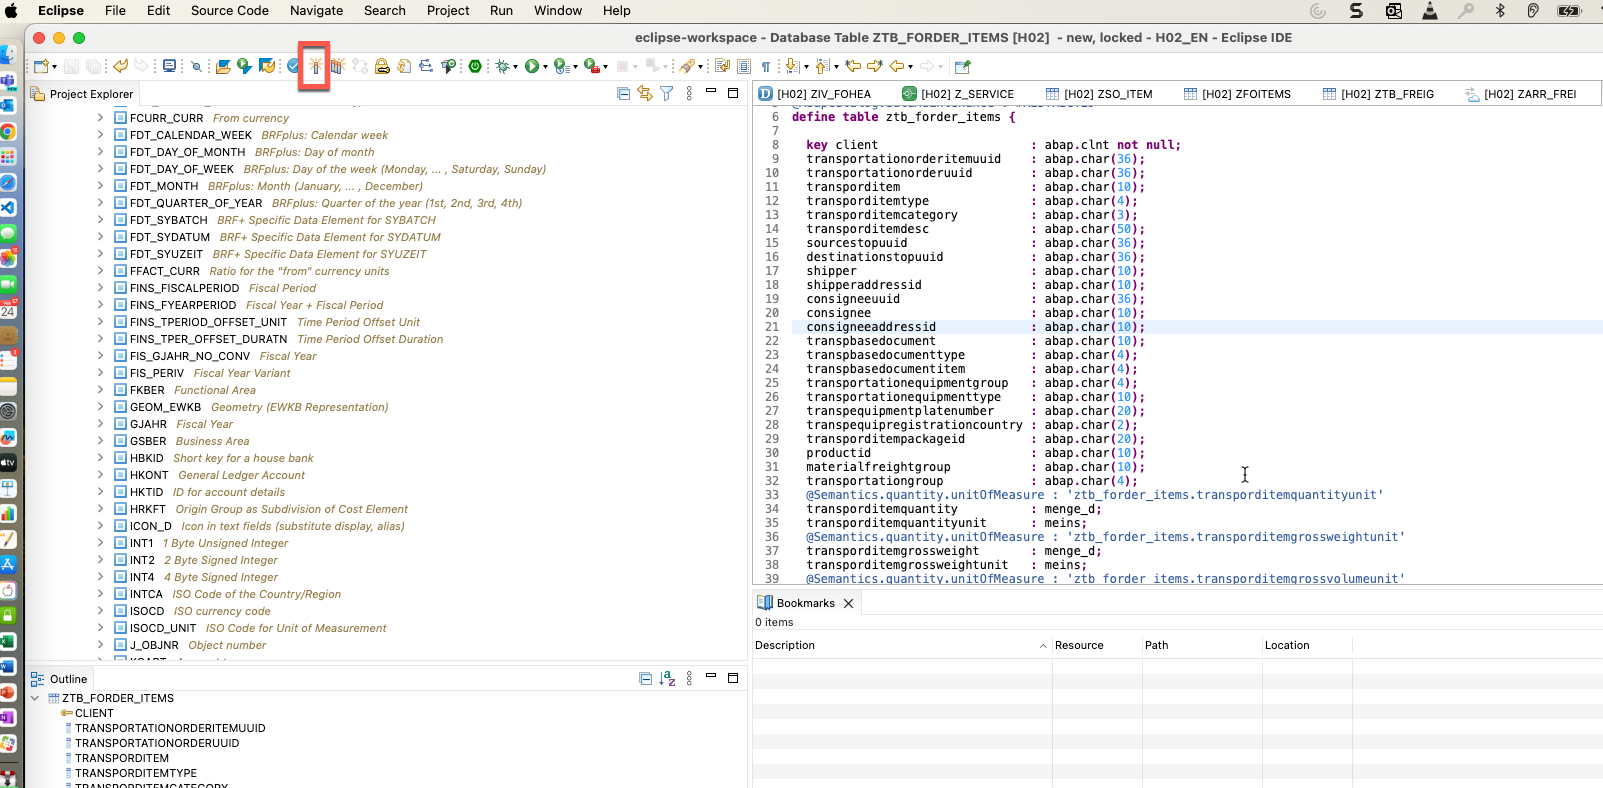 Eclipse File Edit Source Code Navigate Search Project Run Window Help
eclipse-workspace - Database Table ZTB_FORDER_ITEMS [H02] - new, locked - H02_EN - Eclipse IDE
Project Explorer
FCURR_CURR From currency
FDT_CALENDAR_WEEK BRFplus: Calendar week
FDT_DAY_OF_MONTH BRFplus: Day of month
FDT_DAY_OF_WEEK BRFplus: Day of the week (Monday, ... , Saturday, Sunday)
FDT_MONTH BRFplus: Month (January, ... , December)
FDT_QUARTER_OF_YEAR BRFplus: Quarter of the year (1st, 2nd, 3rd, 4th)
FDT_SYBATCH BRF+ Specific Data Element for SYBATCH
FDT_SYDATUM BRF+ Specific Data Element for SYDATUM
FDT_SYUZEIT BRF+ Specific Data Element for SYUZEIT
FFACT_CURR Ratio for the "from" currency units
FINS_FISCALPERIOD Fiscal Period
FINS_FYEARPERIOD Fiscal Year + Fiscal Period
FINS_TPERIOD_OFFSET_UNIT Time Period Offset Unit
FINS_TPER_OFFSET_DURATN Time Period Offset Duration
FIS_GJAHR_NO_CONV Fiscal Year
FIS_PERIV Fiscal Year Variant
FKBER Functional Area
GEOM_EWKB Geometry (EWKB Representation)
GJAHR Fiscal Year
GSBER Business Area
HBKID Short key for a house bank
HKONT General Ledger Account
HKTID ID for account details
HRKFT Origin Group as Subdivision of Cost Element
ICON_D Icon in text fields (substitute display, alias)
INT1 1 Byte Unsigned Integer
INT2 2 Byte Signed Integer
INT4 4 Byte Signed Integer
INTCA ISO Code of the Country/Region
ISOCD ISO currency code
ISOCD_UNIT ISO Code for Unit of Measurement
J_OBJNR Object number
Outline
ZTB_FORDER_ITEMS
CLIENT
TRANSPORTATIONORDERITEMUUID
TRANSPORTATIONORDERUUID
TRANSPORDITEM
TRANSPORDITEMTYPE
TRANSPORDITEMCATEGORY
[H02] ZIV_FOHEA [H02] Z_SERVICE [H02] ZSO_ITEM [H02] ZFOITEMS [H02] ZTB_FREIG [H02] ZARR_FREI
6 define table ztb_forder_items {
7
8 key client : abap.clnt not null;
9 transportationorderitemuuid : abap.char(36);
10 transportationorderuuid : abap.char(36);
11 transporditem : abap.char(10);
12 transporditemtype : abap.char(4);
13 transporditemcategory : abap.char(3);
14 transporditemdesc : abap.char(50);
15 sourcestopuuid : abap.char(36);
16 destinationstopuuid : abap.char(36);
17 shipper : abap.char(10);
18 shipperaddressid : abap.char(10);
19 consigneeuuid : abap.char(36);
20 consignee : abap.char(10);
21 consigneeaddressid : abap.char(10);
22 transpbasedocument : abap.char(10);
23 transpbasedocumenttype : abap.char(4);
24 transpbasedocumentitem : abap.char(4);
25 transportationequipmentgroup : abap.char(4);
26 transportationequipmenttype : abap.char(10);
27 transpequipmentplatenumber : abap.char(20);
28 transpequipregistrationcountry : abap.char(2);
29 transporditempackageid : abap.char(20);
30 productid : abap.char(10);
31 materialfreightgroup : abap.char(10);
32 transportationgroup : abap.char(4);
33 @Semantics.quantity.unitOfMeasure : 'ztb_forder_items.transporditemquantityunit'
34 transporditemquantity : menge_d;
35 transporditemquantityunit : meins;
36 @Semantics.quantity.unitOfMeasure : 'ztb_forder_items.transporditemgrossweightunit'
37 transporditemgrossweight : menge_d;
38 transporditemgrossweightunit : meins;
39 @Semantics.quantity.unitOfMeasure : 'ztb_forder_items.transporditemgrossvolumeunit'
Bookmarks
0 items
Description Resource Path Location